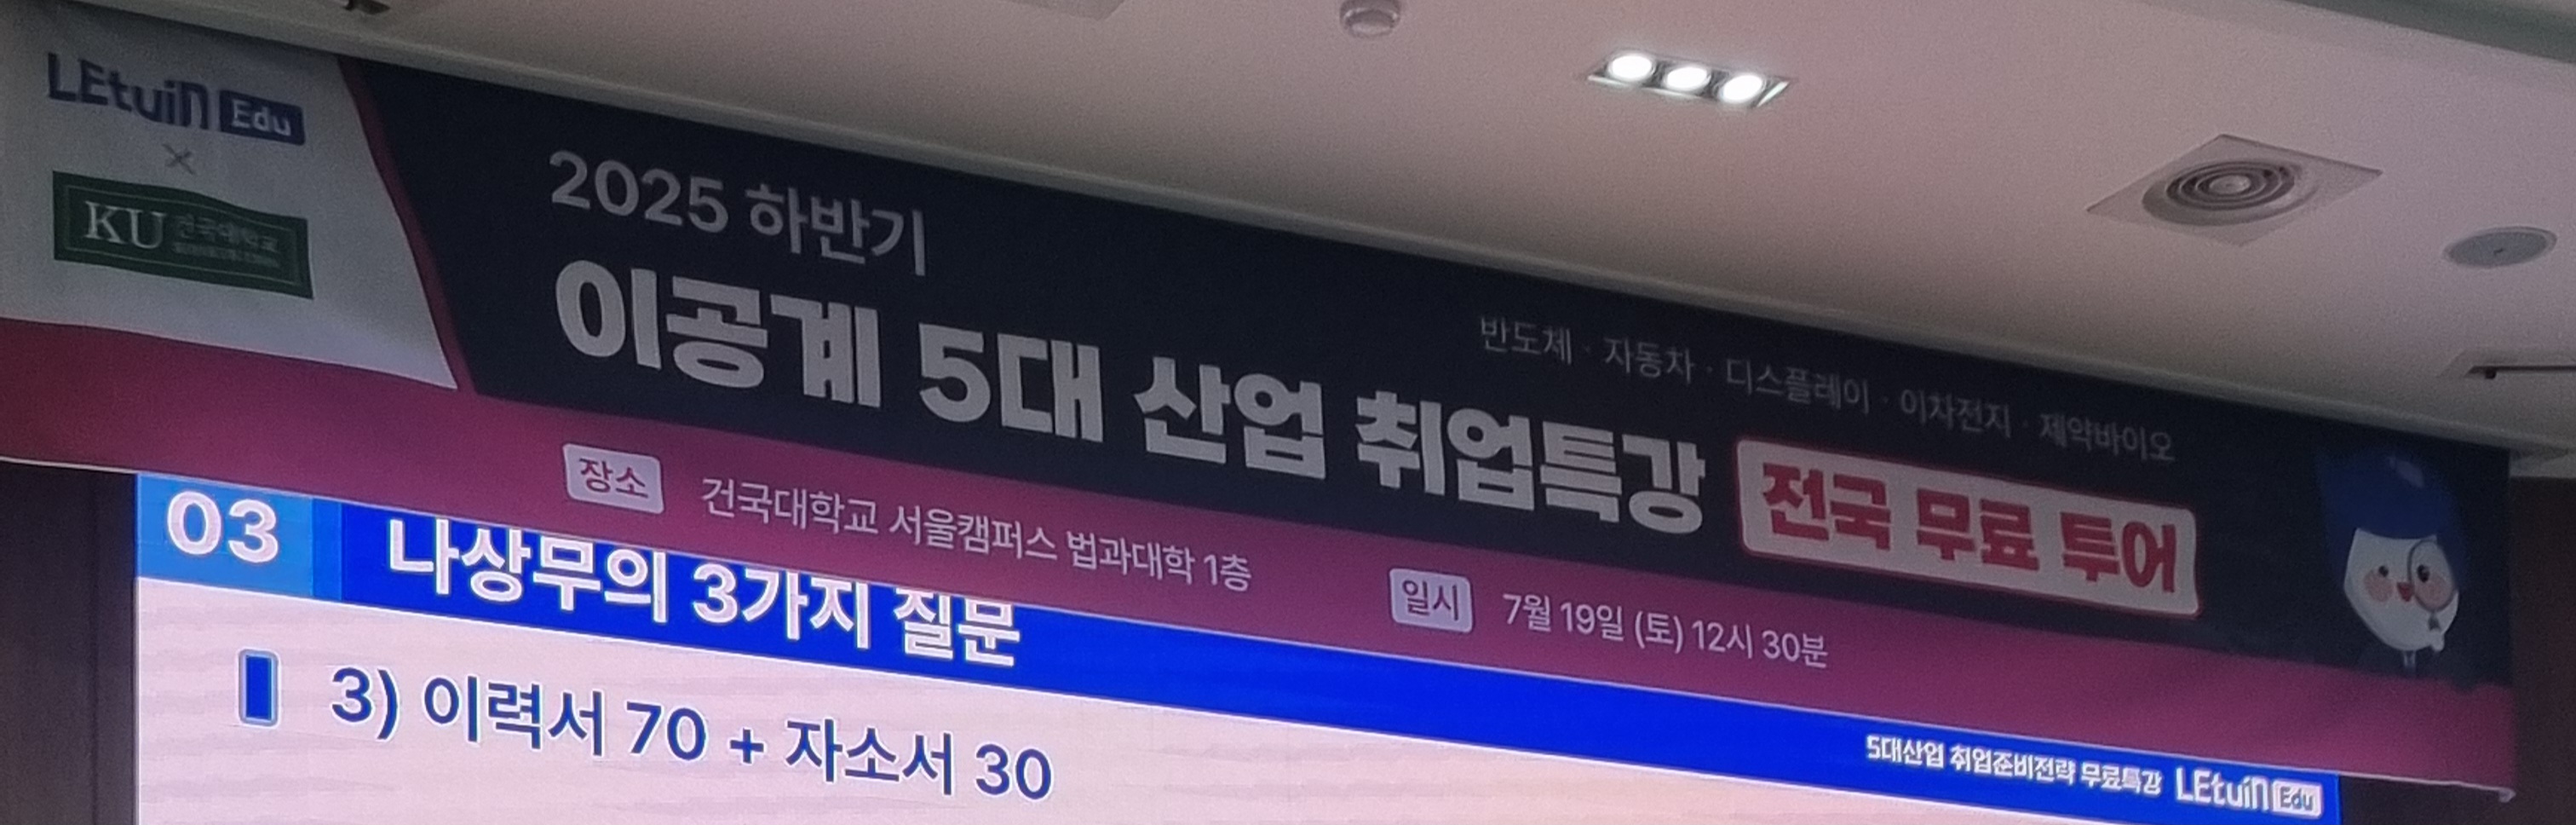 LEtuiN Edu
×
KU 건국대학교
2025 하반기
반도체 · 자동차 · 디스플레이 · 이차전지 · 제약바이오
이공계 5대 산업 취업특강 전국 무료 투어
장소 건국대학교 서울캠퍼스 법과대학 1층 일시 7월 19일 (토) 12시 30분
03 나상무의 3가지 질문
3) 이력서 70 + 자소서 30
5대산업 취업준비전략 무료특강 LEtuiN Edu